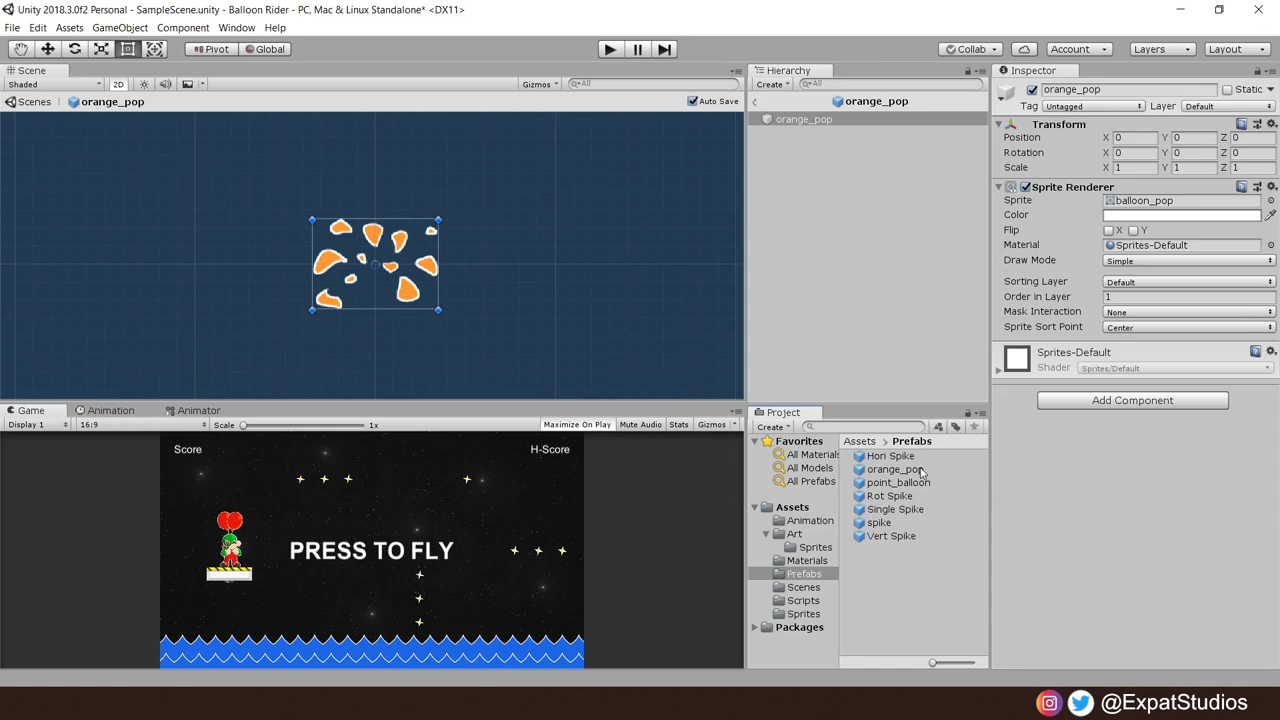 Unity 2018.3.0f2 Personal - SampleScene.unity - Balloon Rider - PC, Mac & Linux Standalone* <DX11>
File Edit Assets GameObject Component Window Help
Pivot Global Collab Account Layers Layout
Scene
Shaded 2D Gizmos All
Scenes orange_pop Auto Save
Hierarchy
Create All
orange_pop
orange_pop
Inspector
orange_pop Static
Tag Untagged Layer Default
Transform
Position X 0 Y 0 Z 0
Rotation X 0 Y 0 Z 0
Scale X 1 Y 1 Z 1
Sprite Renderer
Sprite balloon_pop
Color
Flip X Y
Material Sprites-Default
Draw Mode Simple
Sorting Layer Default
Order in Layer 1
Mask Interaction None
Sprite Sort Point Center
Sprites-Default
Shader Sprites/Default
Add Component
Game Animation Animator
Display 1 16:9 Scale 1x Maximize On Play Mute Audio Stats Gizmos
Score H-Score
PRESS TO FLY
Project
Create
Favorites
All Materials
All Models
All Prefabs
Assets
Animation
Art
Sprites
Materials
Prefabs
Scenes
Scripts
Sprites
Packages
Assets Prefabs
Hori Spike
orange_pop
point_balloon
Rot Spike
Single Spike
spike
Vert Spike
@ExpatStudios